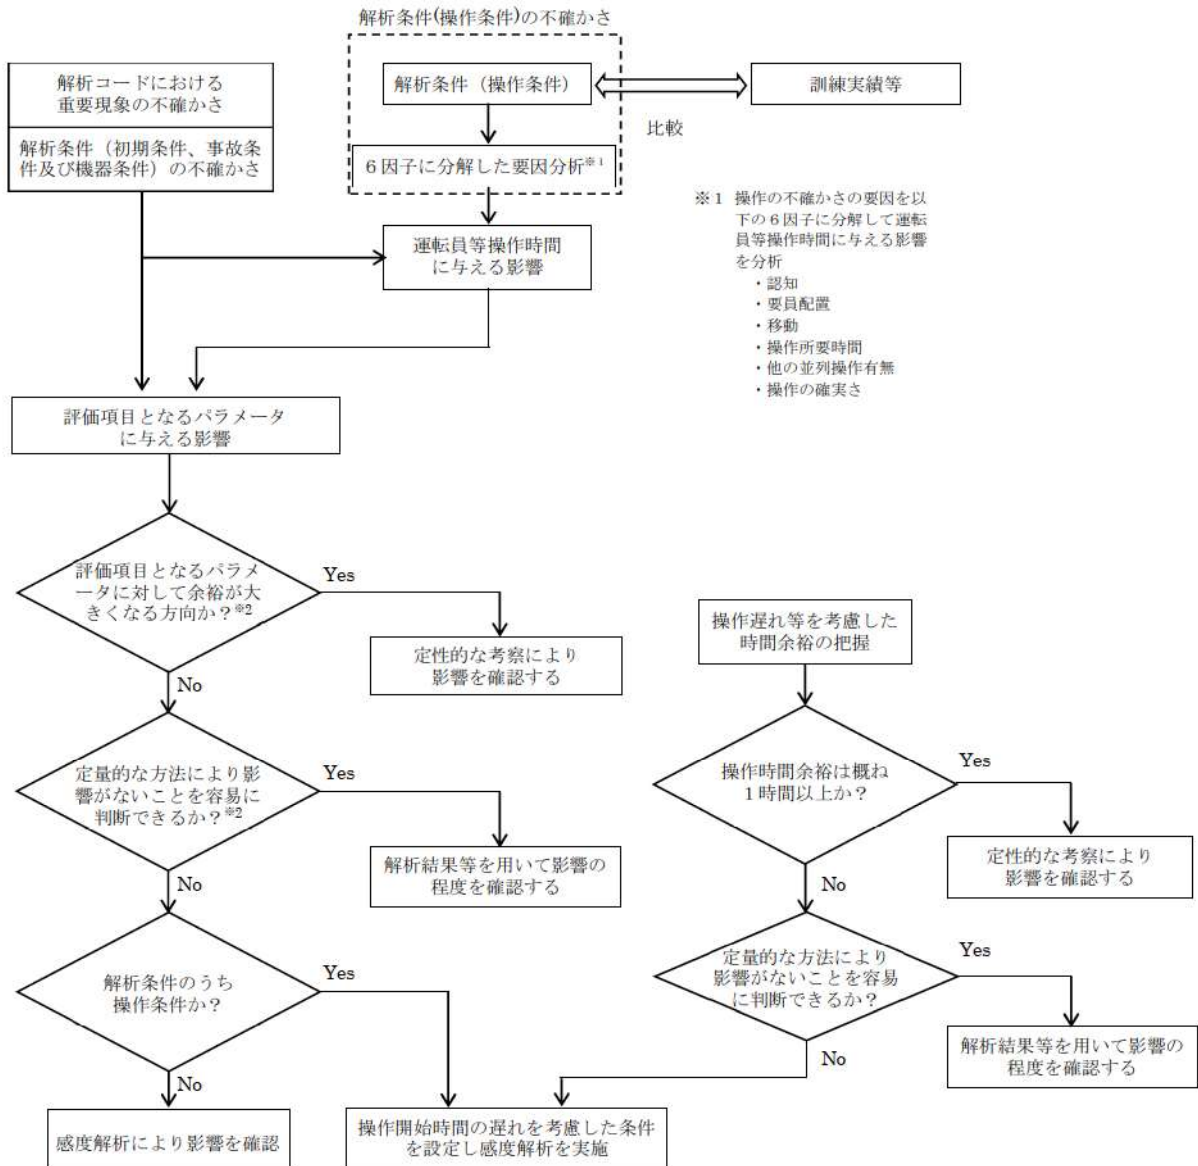 解析条件(操作条件)の不確かさ
解析コードにおける
重要現象の不確かさ
解析条件（初期条件、事故条
件及び機器条件）の不確かさ
解析条件（操作条件）
訓練実績等
比較
６因子に分解した要因分析※１
※１ 操作の不確かさの要因を以
下の６因子に分解して運転
員等操作時間に与える影響
を分析
・認知
・要員配置
・移動
・操作所要時間
・他の並列操作有無
・操作の確実さ
運転員等操作時間
に与える影響
評価項目となるパラメータ
に与える影響
評価項目となるパラメ
ータに対して余裕が大
きくなる方向か？※2
Yes
定性的な考察により
影響を確認する
No
定量的な方法により影
響がないことを容易に
判断できるか？※2
Yes
解析結果等を用いて影響の
程度を確認する
No
解析条件のうち
操作条件か？
Yes
No
感度解析により影響を確認
操作開始時間の遅れを考慮した条件
を設定し感度解析を実施
操作遅れ等を考慮した
時間余裕の把握
操作時間余裕は概ね
１時間以上か？
Yes
定性的な考察により
影響を確認する
No
定量的な方法により
影響がないことを容易
に判断できるか？
Yes
解析結果等を用いて影響の
程度を確認する
No